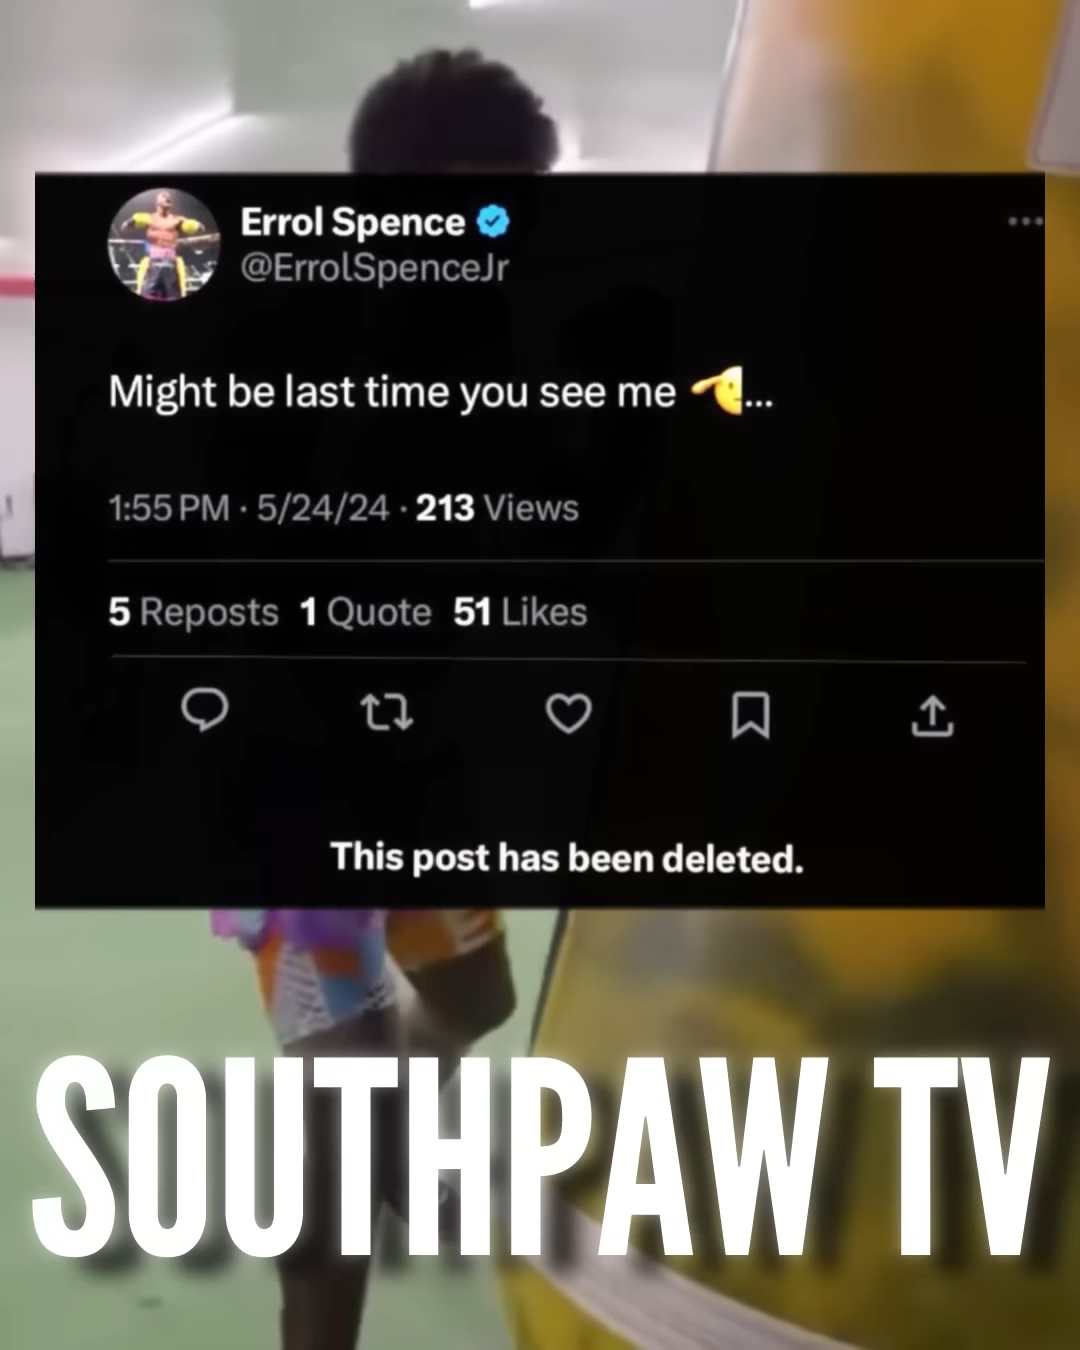 Errol Spence
@ErrolSpenceJr
Might be last time you see me 🫡...
1:55 PM · 5/24/24 · 213 Views
5 Reposts 1 Quote 51 Likes
This post has been deleted.
SOUTHPAW TV